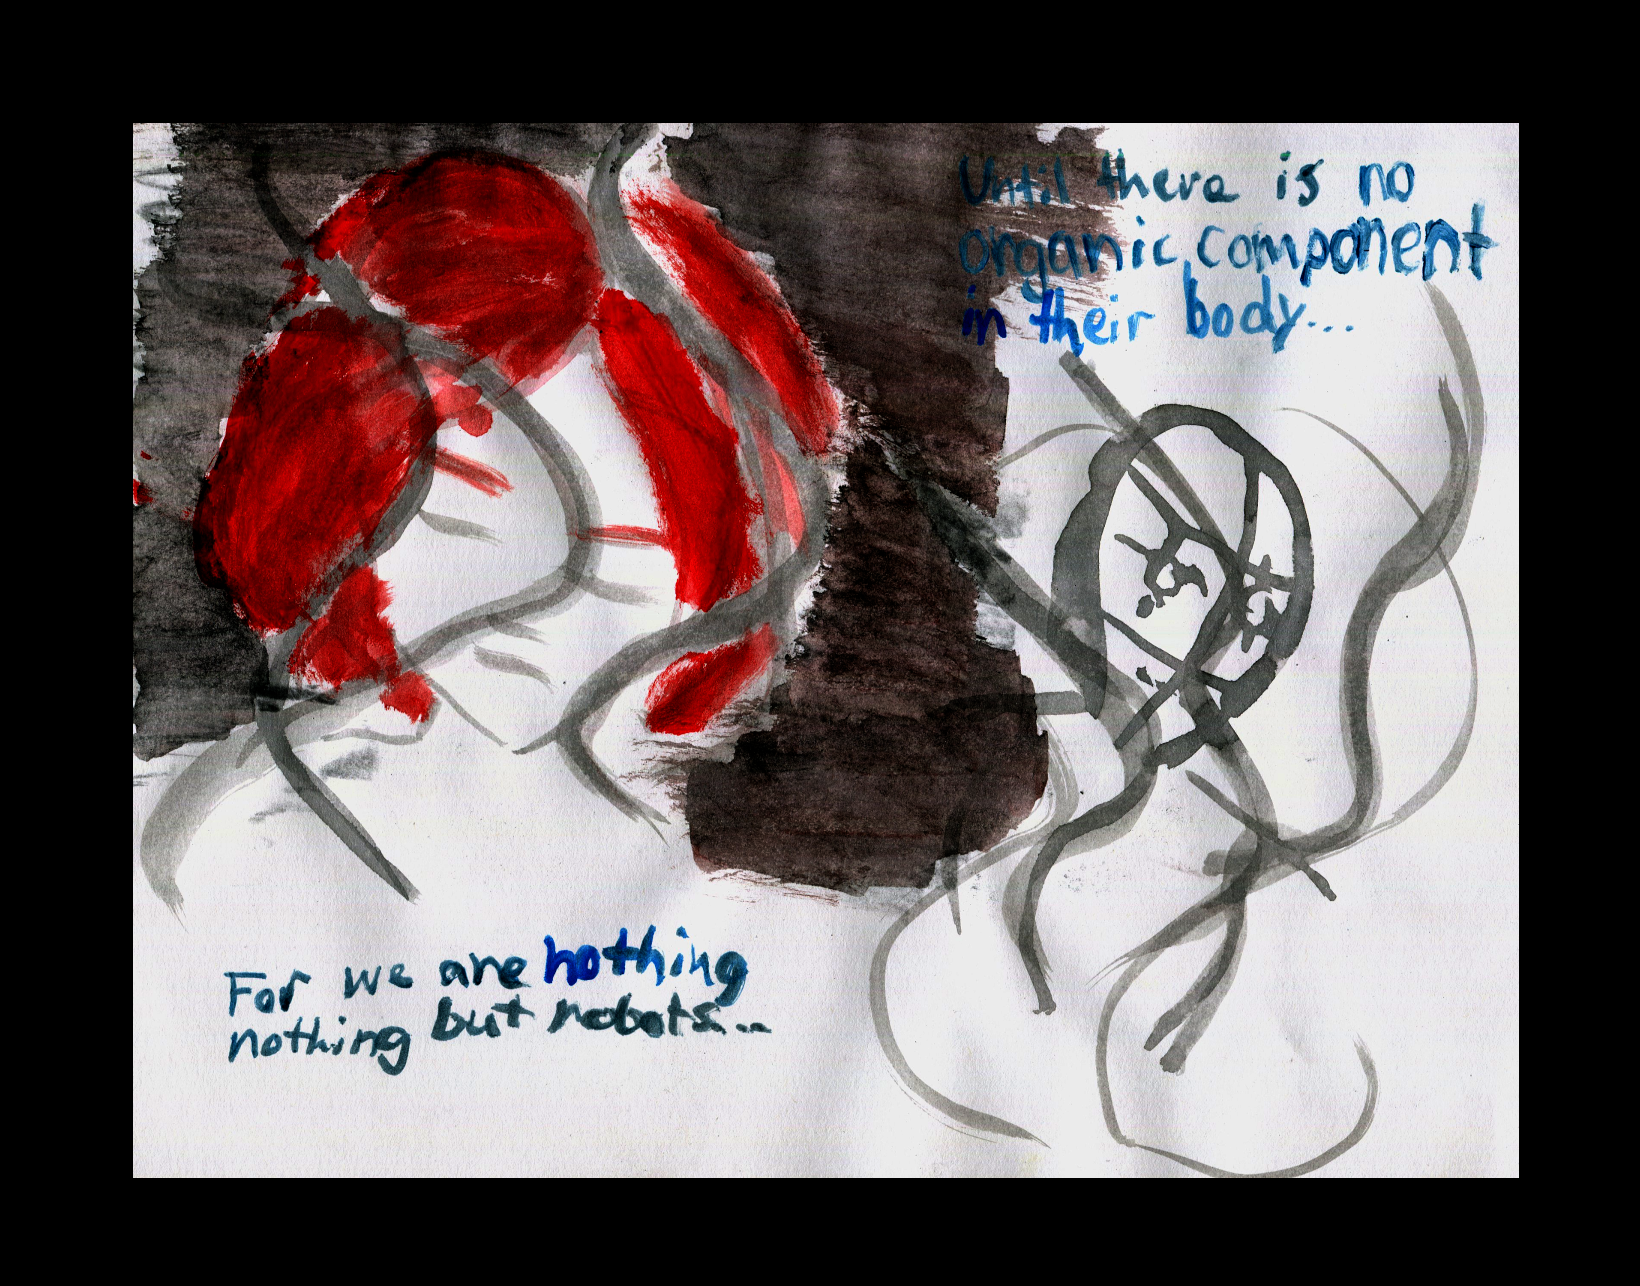 Until there is no
organic component
in their body...
For we are nothing
nothing but robots...